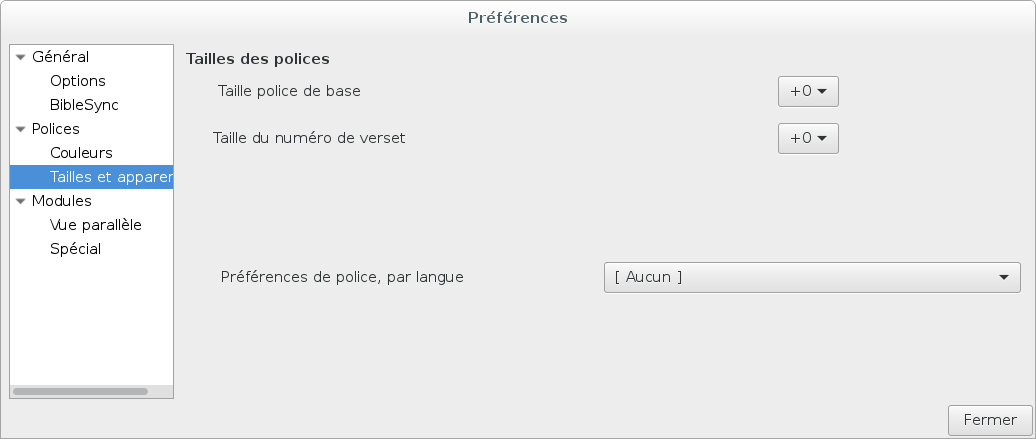 Préférences
Général
Options
BibleSync
Polices
Couleurs
Tailles et apparen
Modules
Vue parallèle
Spécial
Tailles des polices
Taille police de base +0
Taille du numéro de verset +0
Préférences de police, par langue [ Aucun ]
Fermer